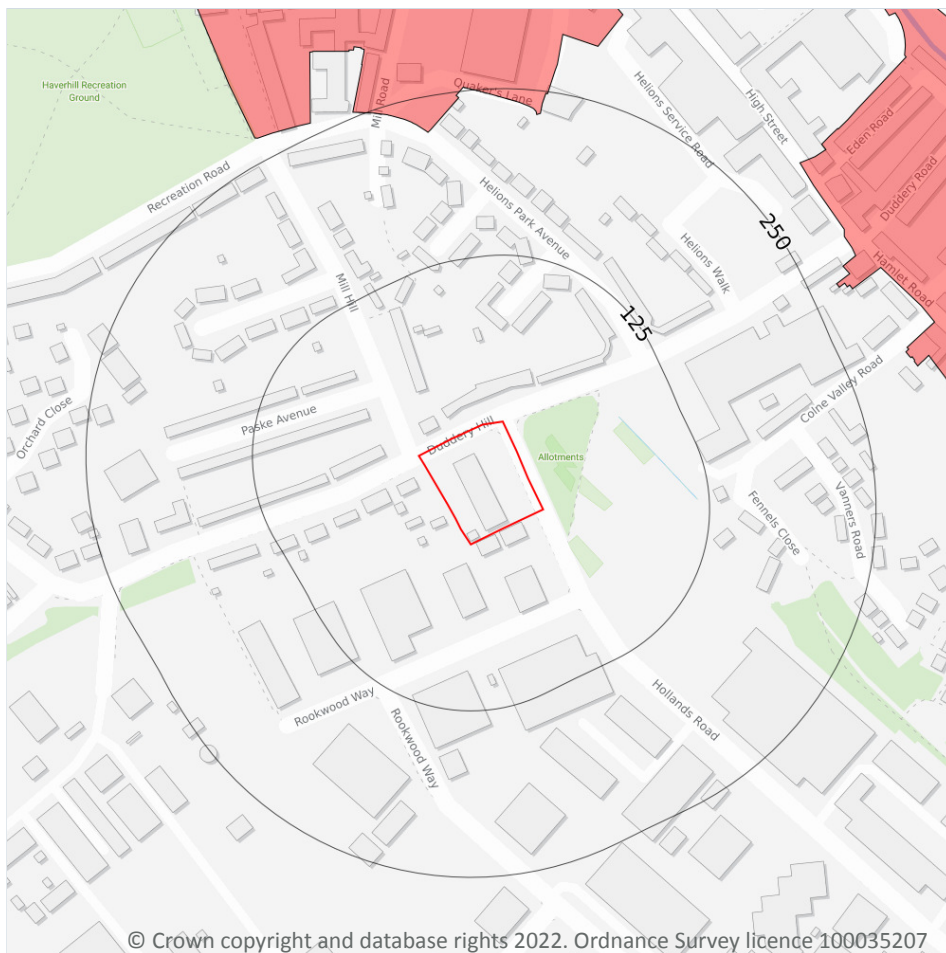 Haverhill Recreation
Ground
Mill Road
Quaker's Lane
Helions Service Road
High Street
Eden Road
Duddery Road
Recreation Road
Helions Park Avenue
250
Hamlet Road
Helions Walk
Mill Hill
125
Orchard Close
Paske Avenue
Colne Valley Road
Duddery Hill
Allotments
Vanners Road
Fennels Close
Rookwood Way
Rookwood Way
Hollands Road
© Crown copyright and database rights 2022. Ordnance Survey licence 100035207